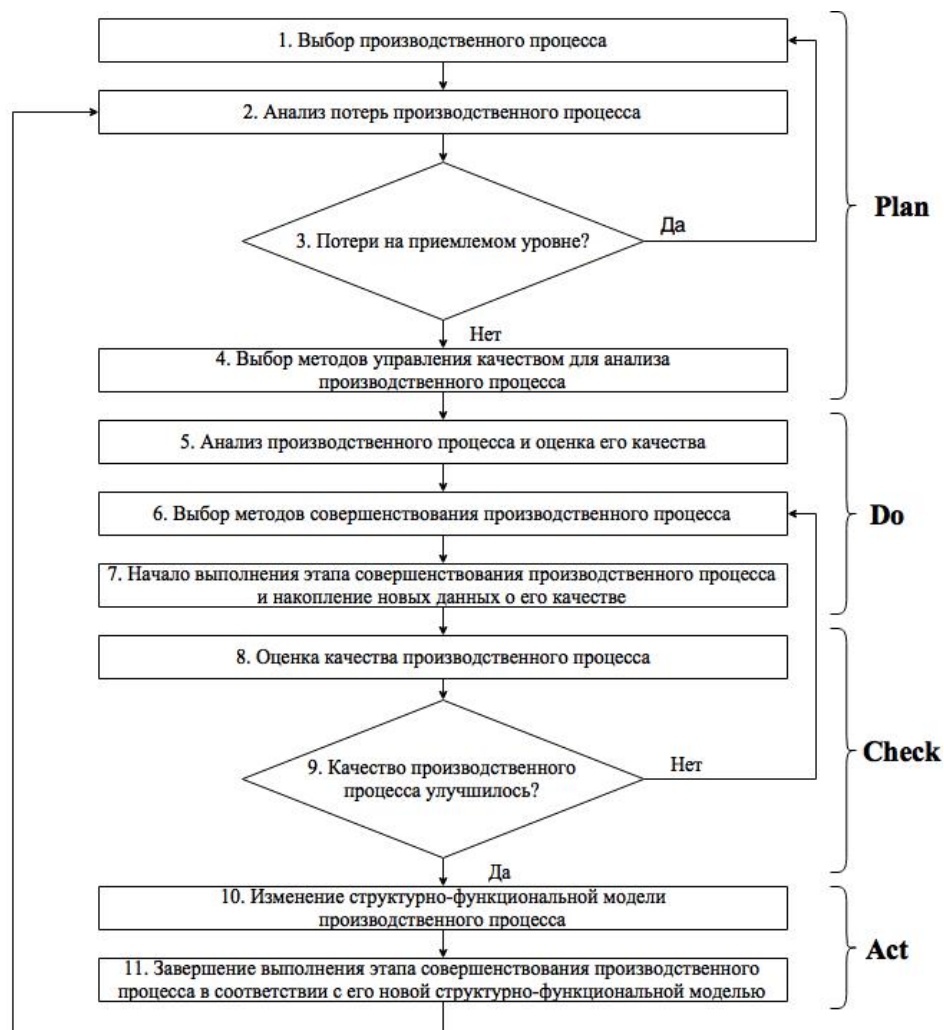 1. Выбор производственного процесса
2. Анализ потерь производственного процесса
Plan
Да
3. Потери на приемлемом уровне?
Нет
4. Выбор методов управления качеством для анализа
производственного процесса
5. Анализ производственного процесса и оценка его качества
6. Выбор методов совершенствования производственного процесса
Do
7. Начало выполнения этапа совершенствования производственного процесса
и накопление новых данных о его качестве
8. Оценка качества производственного процесса
Check
9. Качество производственного
процесса улучшилось?
Нет
Да
10. Изменение структурно-функциональной модели
производственного процесса
Act
11. Завершение выполнения этапа совершенствования производственного
процесса в соответствии с его новой структурно-функциональной моделью